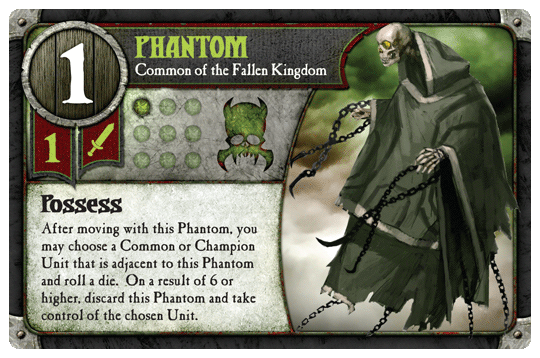 1
PHANTOM
Common of the Fallen Kingdom
1
Possess
After moving with this Phantom, you
may choose a Common or Champion
Unit that is adjacent to this Phantom
and roll a die.  On a result of 6 or
higher, discard this Phantom and take
control of the chosen Unit.